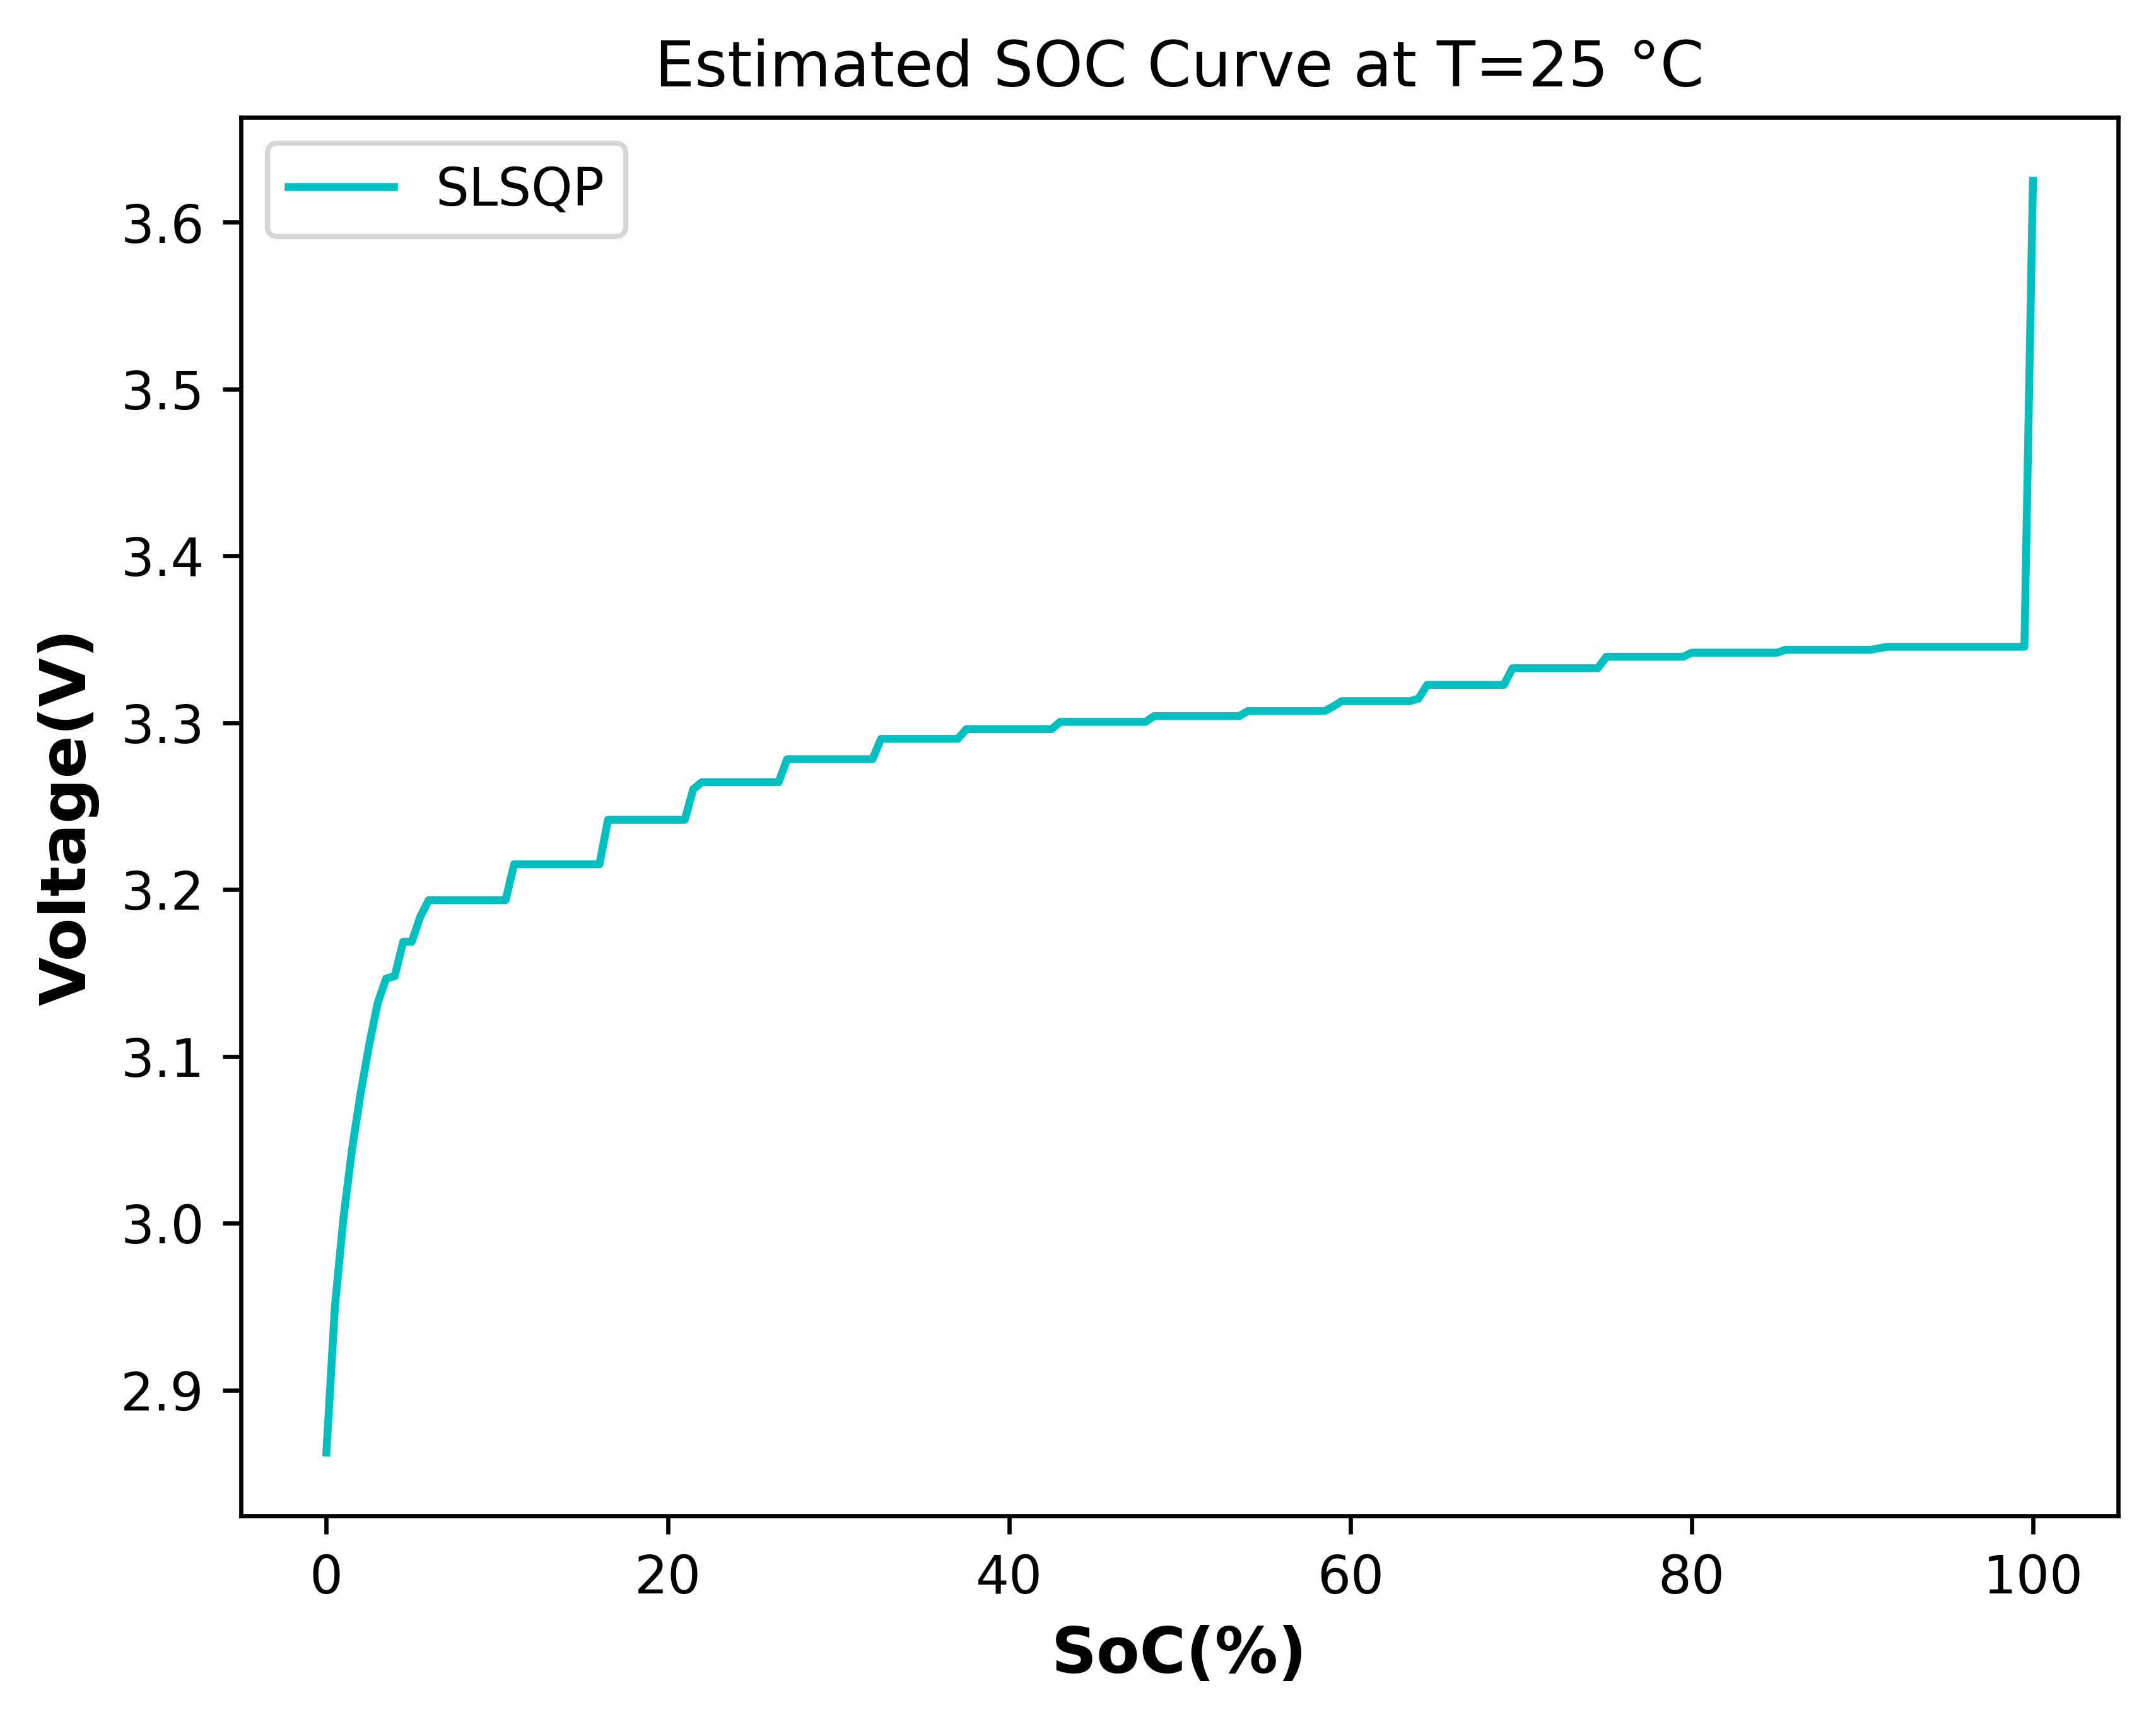 Estimated SOC Curve at T=25 °C
SLSQP
3.6
3.5
3.4
3.3
3.2
3.1
3.0
2.9
Voltage(V)
0 20 40 60 80 100
SoC(%)